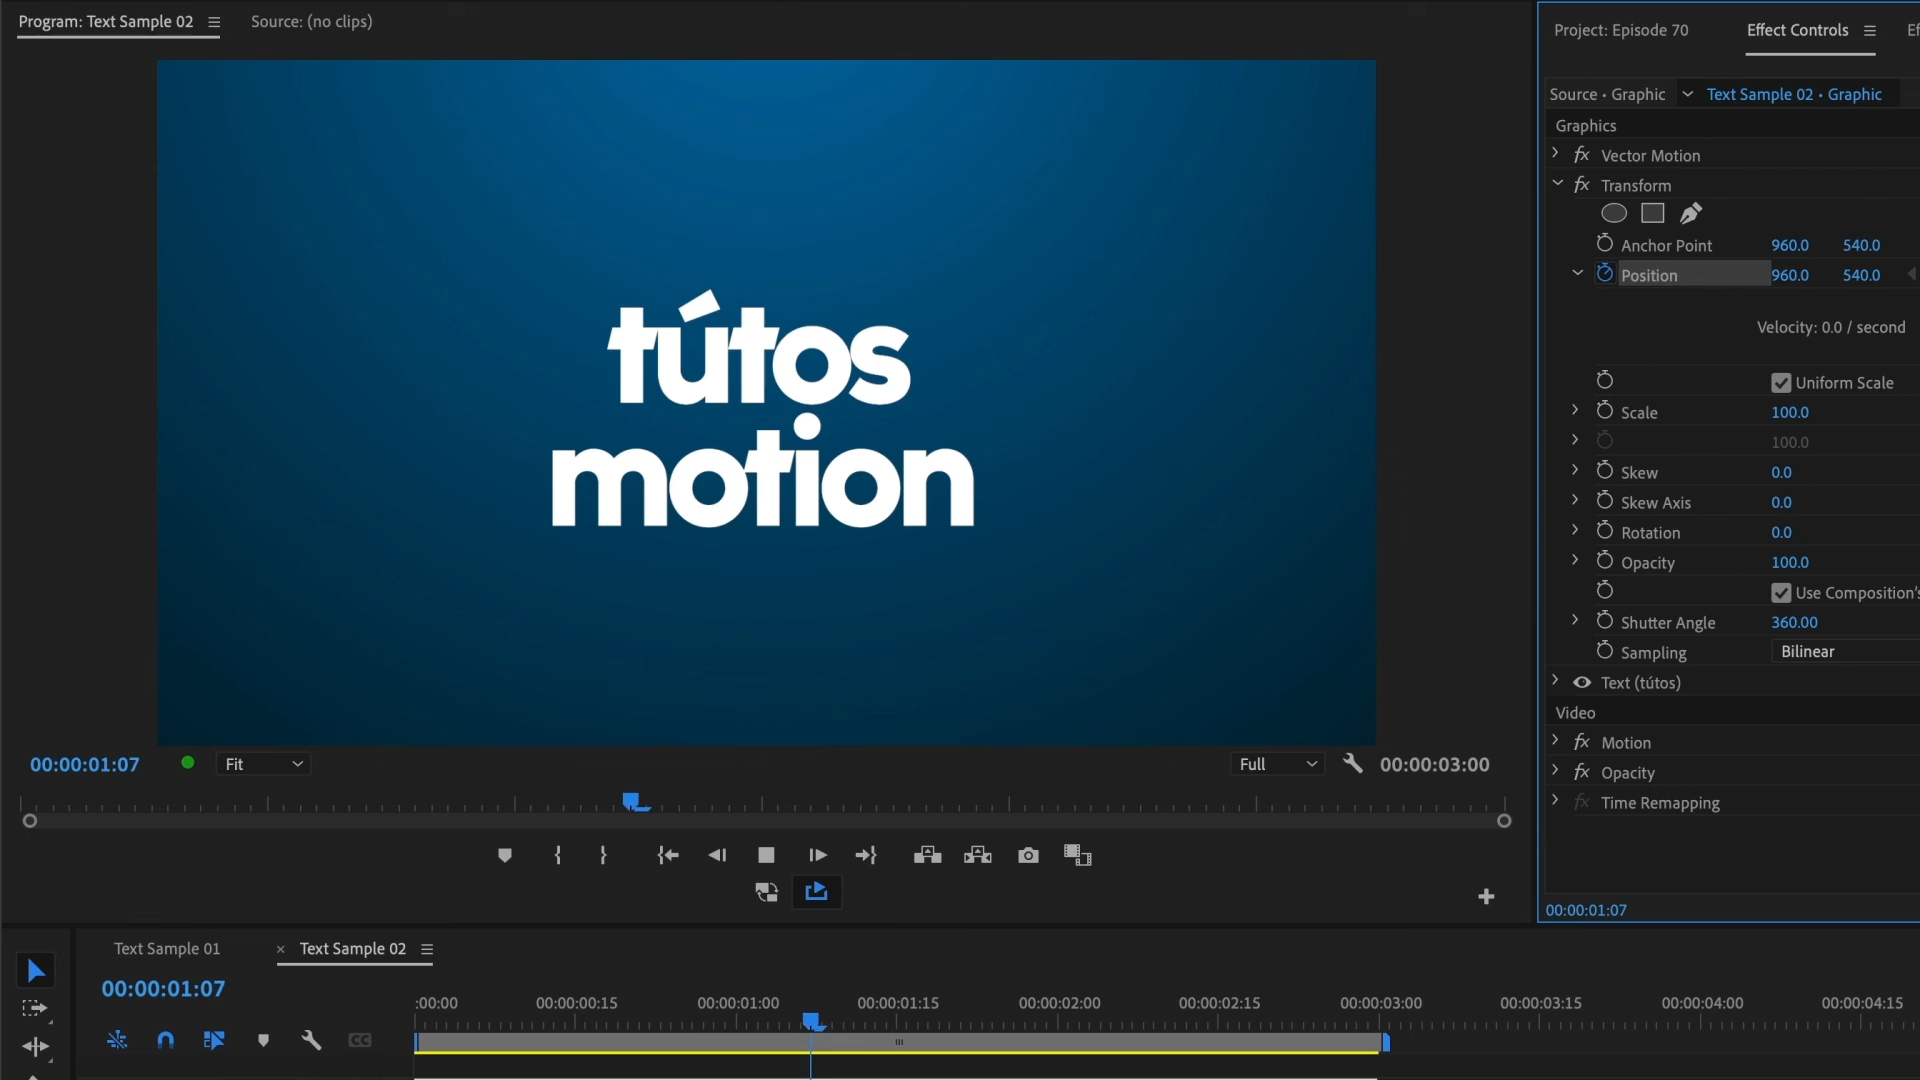 Program: Text Sample 02
Source: (no clips)
tútos
motion
00:00:01:07
Fit
Full
00:00:03:00
Project: Episode 70
Effect Controls
Ef
Source • Graphic
Text Sample 02 • Graphic
Graphics
fx Vector Motion
fx Transform
Anchor Point 960.0 540.0
Position 960.0 540.0
Velocity: 0.0 / second
Uniform Scale
Scale 100.0
100.0
Skew 0.0
Skew Axis 0.0
Rotation 0.0
Opacity 100.0
Use Composition's
Shutter Angle 360.00
Sampling Bilinear
Text (tútos)
Video
fx Motion
fx Opacity
fx Time Remapping
00:00:01:07
Text Sample 01
× Text Sample 02
00:00:01:07
:00:00 00:00:00:15 00:00:01:00 00:00:01:15 00:00:02:00 00:00:02:15 00:00:03:00 00:00:03:15 00:00:04:00 00:00:04:15
CC